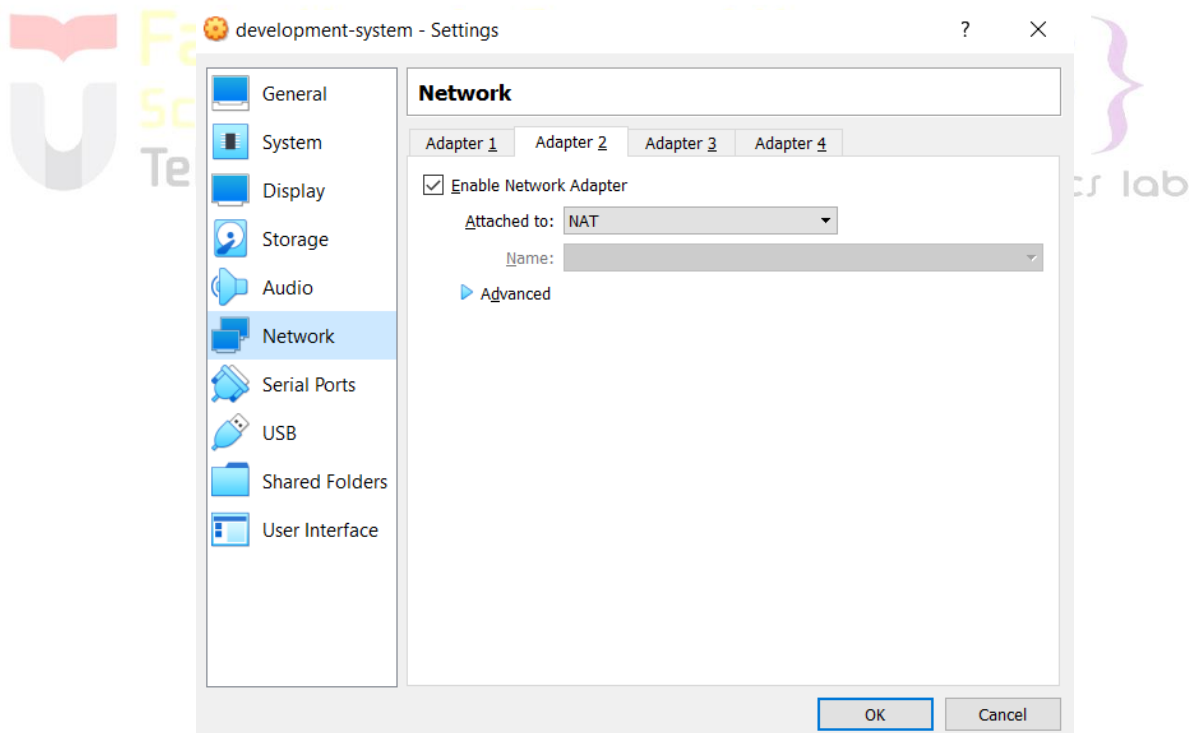 development-system - Settings
?
General
System
Display
Storage
Audio
Network
Serial Ports
USB
Shared Folders
User Interface
Network
Adapter 1
Adapter 2
Adapter 3
Adapter 4
Enable Network Adapter
Attached to: NAT
Name:
Advanced
OK
Cancel
lab